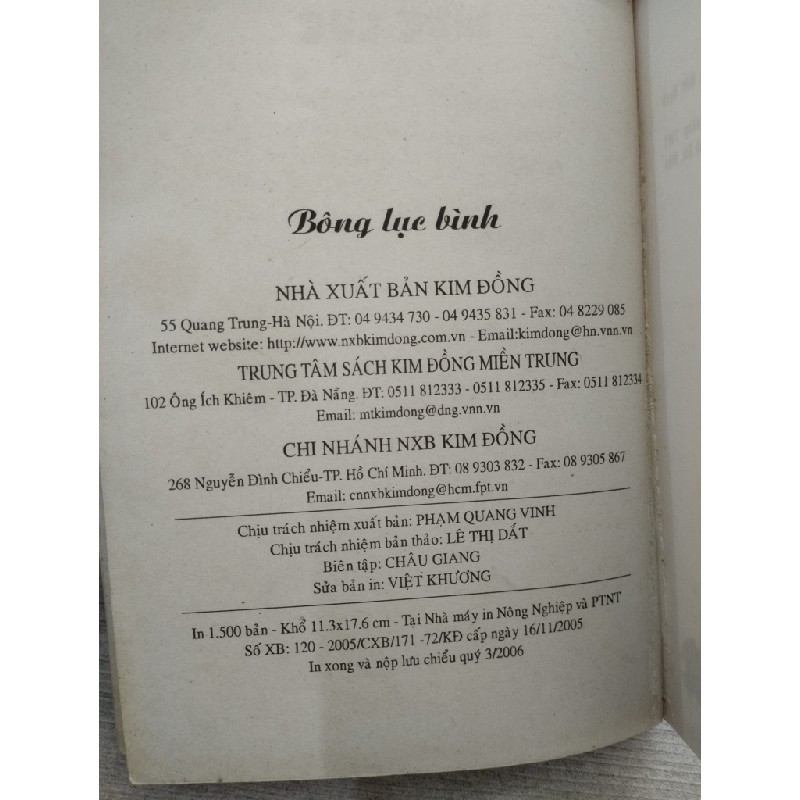 Bông lục bình
NHÀ XUẤT BẢN KIM ĐỒNG
55 Quang Trung-Hà Nội. ĐT: 04 9434 730 - 04 9435 831 - Fax: 04 8229 085
Internet website: http://www.nxbkimdong.com.vn - Email:kimdong@hn.vnn.vn
TRUNG TÂM SÁCH KIM ĐỒNG MIỀN TRUNG
102 Ông Ích Khiêm - TP. Đà Nẵng. ĐT: 0511 812333 - 0511 812335 - Fax: 0511 812334
Email: mtkimdong@dng.vnn.vn
CHI NHÁNH NXB KIM ĐỒNG
268 Nguyễn Đình Chiểu-TP. Hồ Chí Minh. ĐT: 08 9303 832 - Fax: 08 9305 867
Email: cnnxbkimdong@hcm.fpt.vn
Chịu trách nhiệm xuất bản: PHẠM QUANG VINH
Chịu trách nhiệm bản thảo: LÊ THỊ DẮT
Biên tập: CHÂU GIANG
Sửa bản in: VIỆT KHƯƠNG
In 1.500 bản - Khổ 11.3x17.6 cm - Tại Nhà máy in Nông Nghiệp và PTNT
Số XB: 120 - 2005/CXB/171 -72/KĐ cấp ngày 16/11/2005
In xong và nộp lưu chiểu quý 3/2006